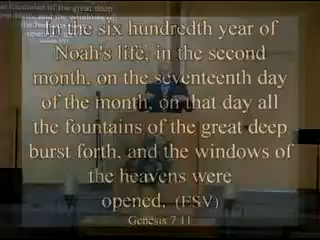 In the six hundredth year of
Noah's life, in the second
month, on the seventeenth day
of the month, on that day all
the fountains of the great deep
burst forth, and the windows of
the heavens were
opened. (ESV)
Genesis 7:11